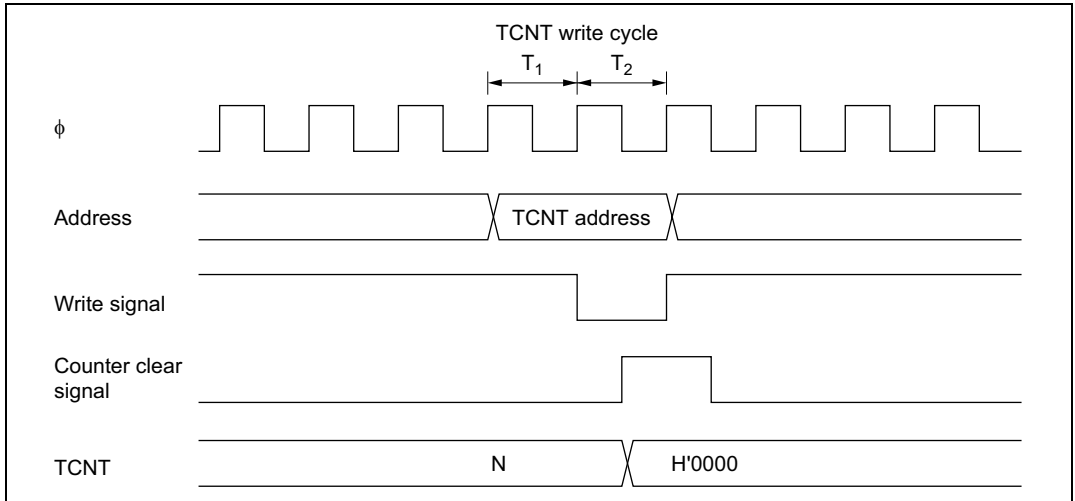 TCNT write cycle
T1 T2
ϕ
Address
TCNT address
Write signal
Counter clear
signal
TCNT
N
H'0000